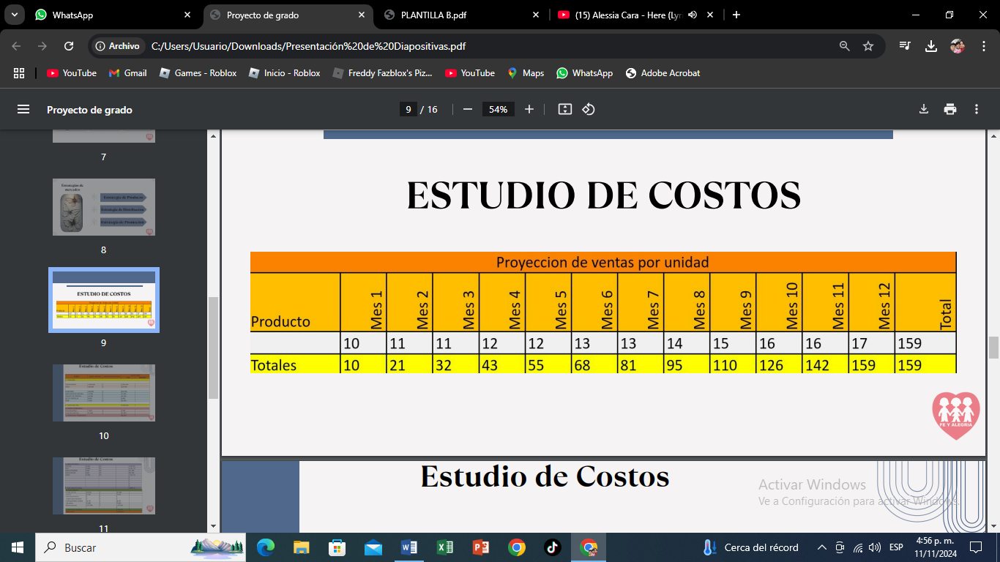 WhatsApp
Proyecto de grado
PLANTILLA B.pdf
(15) Alessia Cara - Here (Lyri
Archivo
C:/Users/Usuario/Downloads/Presentación%20de%20Diapositivas.pdf
YouTube
Gmail
Games - Roblox
Inicio - Roblox
Freddy Fazblox's Piz...
YouTube
Maps
WhatsApp
Adobe Acrobat
Proyecto de grado
9 / 16
54%
7
Estrategias de
mercadeo
Estrategia de Producto
Estrategia de Distribución
Estrategia de Promoción
8
ESTUDIO DE COSTOS
9
Estudio de Costos
10
Estudio de Costos
11
ESTUDIO DE COSTOS
Proyeccion de ventas por unidad
Producto Mes 1 Mes 2 Mes 3 Mes 4 Mes 5 Mes 6 Mes 7 Mes 8 Mes 9 Mes 10 Mes 11 Mes 12 Total
10 11 11 12 12 13 13 14 15 16 16 17 159
Totales 10 21 32 43 55 68 81 95 110 126 142 159 159
FE Y ALEGRIA
Estudio de Costos
Activar Windows
Ve a Configuración para activar Windows.
Buscar
Cerca del récord
ESP
4:56 p. m.
11/11/2024